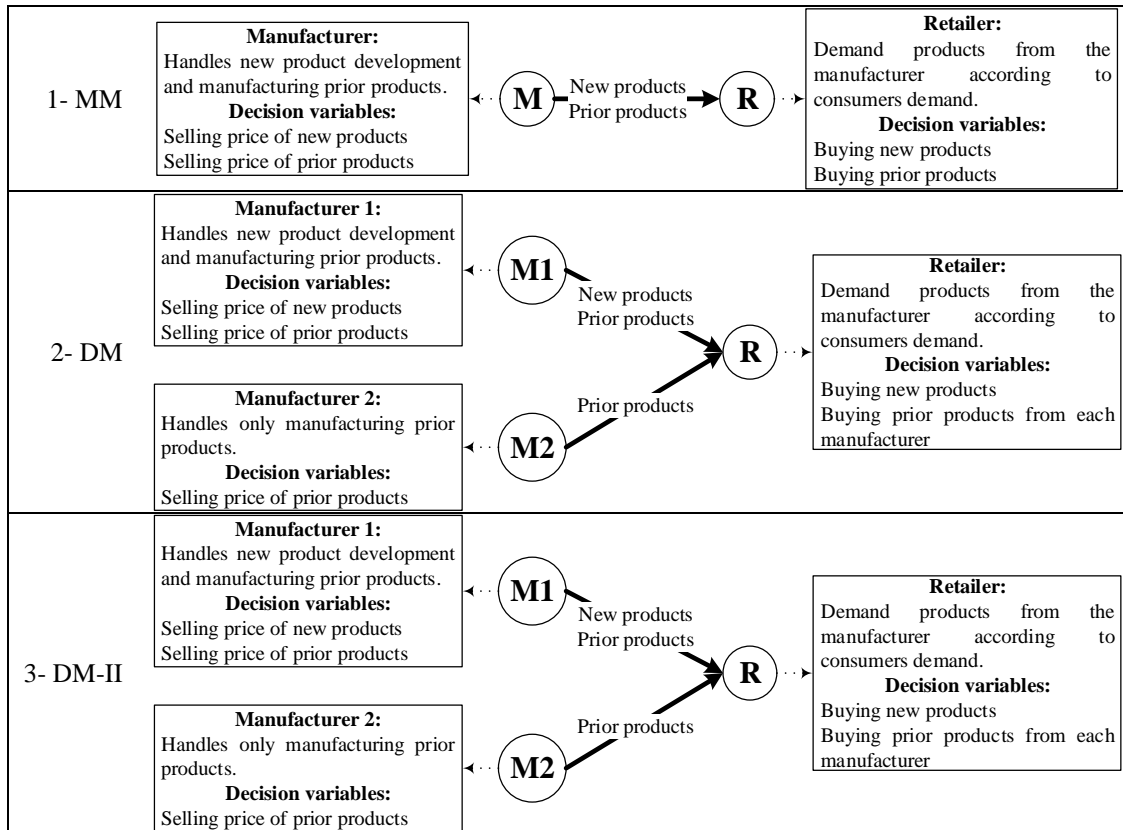 1- MM
Manufacturer:
Handles new product development
and manufacturing prior products.
Decision variables:
Selling price of new products
Selling price of prior products
M
New products
Prior products
R
Retailer:
Demand products from the
manufacturer according to
consumers demand.
Decision variables:
Buying new products
Buying prior products
2- DM
Manufacturer 1:
Handles new product development
and manufacturing prior products.
Decision variables:
Selling price of new products
Selling price of prior products
M1
New products
Prior products
Manufacturer 2:
Handles only manufacturing prior
products.
Decision variables:
Selling price of prior products
M2
Prior products
R
Retailer:
Demand products from the
manufacturer according to
consumers demand.
Decision variables:
Buying new products
Buying prior products from each
manufacturer
3- DM-II
Manufacturer 1:
Handles new product development
and manufacturing prior products.
Decision variables:
Selling price of new products
Selling price of prior products
M1
New products
Prior products
Manufacturer 2:
Handles only manufacturing prior
products.
Decision variables:
Selling price of prior products
M2
Prior products
R
Retailer:
Demand products from the
manufacturer according to
consumers demand.
Decision variables:
Buying new products
Buying prior products from each
manufacturer